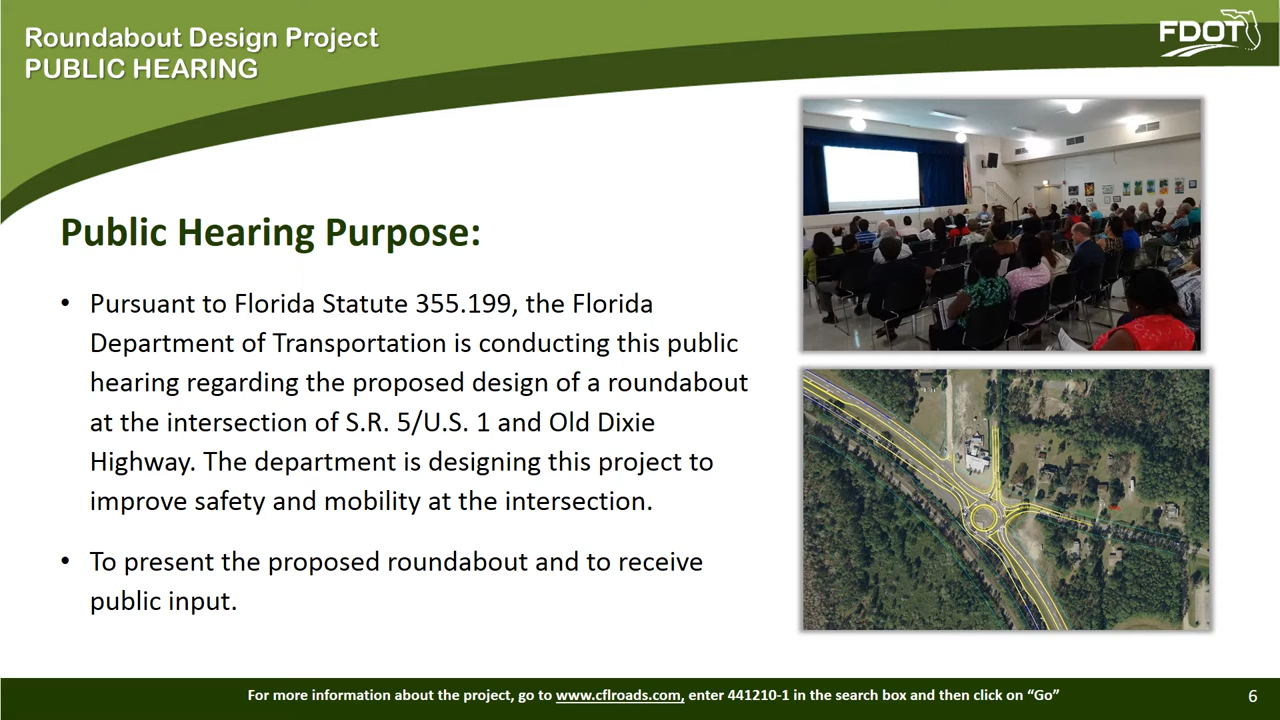 Roundabout Design Project
PUBLIC HEARING
FDOT
Public Hearing Purpose:
• Pursuant to Florida Statute 355.199, the Florida
Department of Transportation is conducting this public
hearing regarding the proposed design of a roundabout
at the intersection of S.R. 5/U.S. 1 and Old Dixie
Highway. The department is designing this project to
improve safety and mobility at the intersection.
• To present the proposed roundabout and to receive
public input.
For more information about the project, go to www.cflroads.com, enter 441210-1 in the search box and then click on “Go”
6